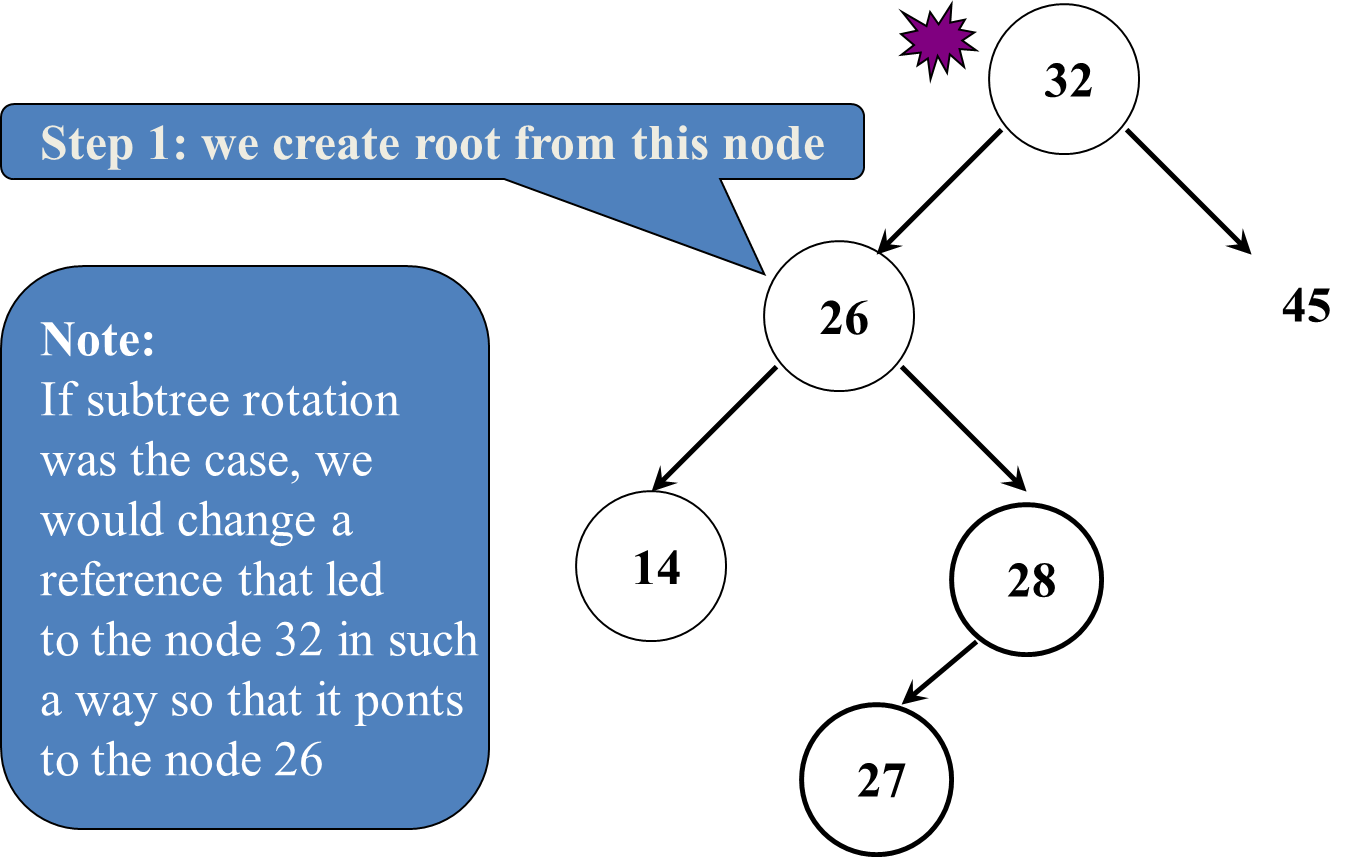 32
Step 1: we create root from this node
26
45
Note:
If subtree rotation
was the case, we
would change a
reference that led
to the node 32 in such
a way so that it ponts
to the node 26
14
28
27